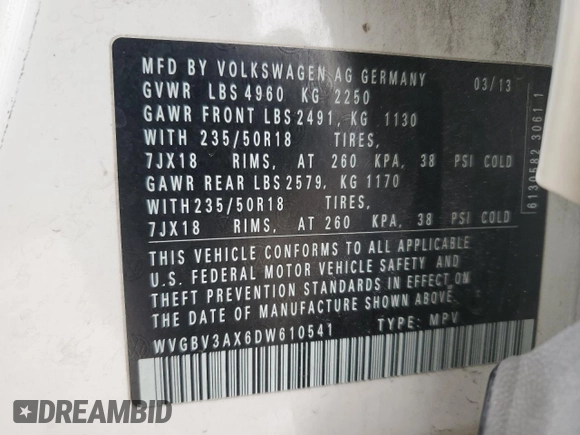 MFD BY VOLKSWAGEN AG GERMANY 03/13
GVWR LBS 4960 KG 2250
GAWR FRONT LBS 2491, KG 1130
WITH 235/50R18 TIRES,
7JX18 RIMS, AT 260 KPA, 38 PSI COLD
GAWR REAR LBS 2579, KG 1170
WITH 235/50R18 TIRES,
7JX18 RIMS, AT 260 KPA, 38 PSI COLD
THIS VEHICLE CONFORMS TO ALL APPLICABLE
U.S. FEDERAL MOTOR VEHICLE SAFETY AND
THEFT PREVENTION STANDARDS IN EFFECT ON
THE DATE OF MANUFACTURE SHOWN ABOVE.
WVGBV3AX6DW610541 TYPE: MPV
6130582 3061 1
DREAMBID